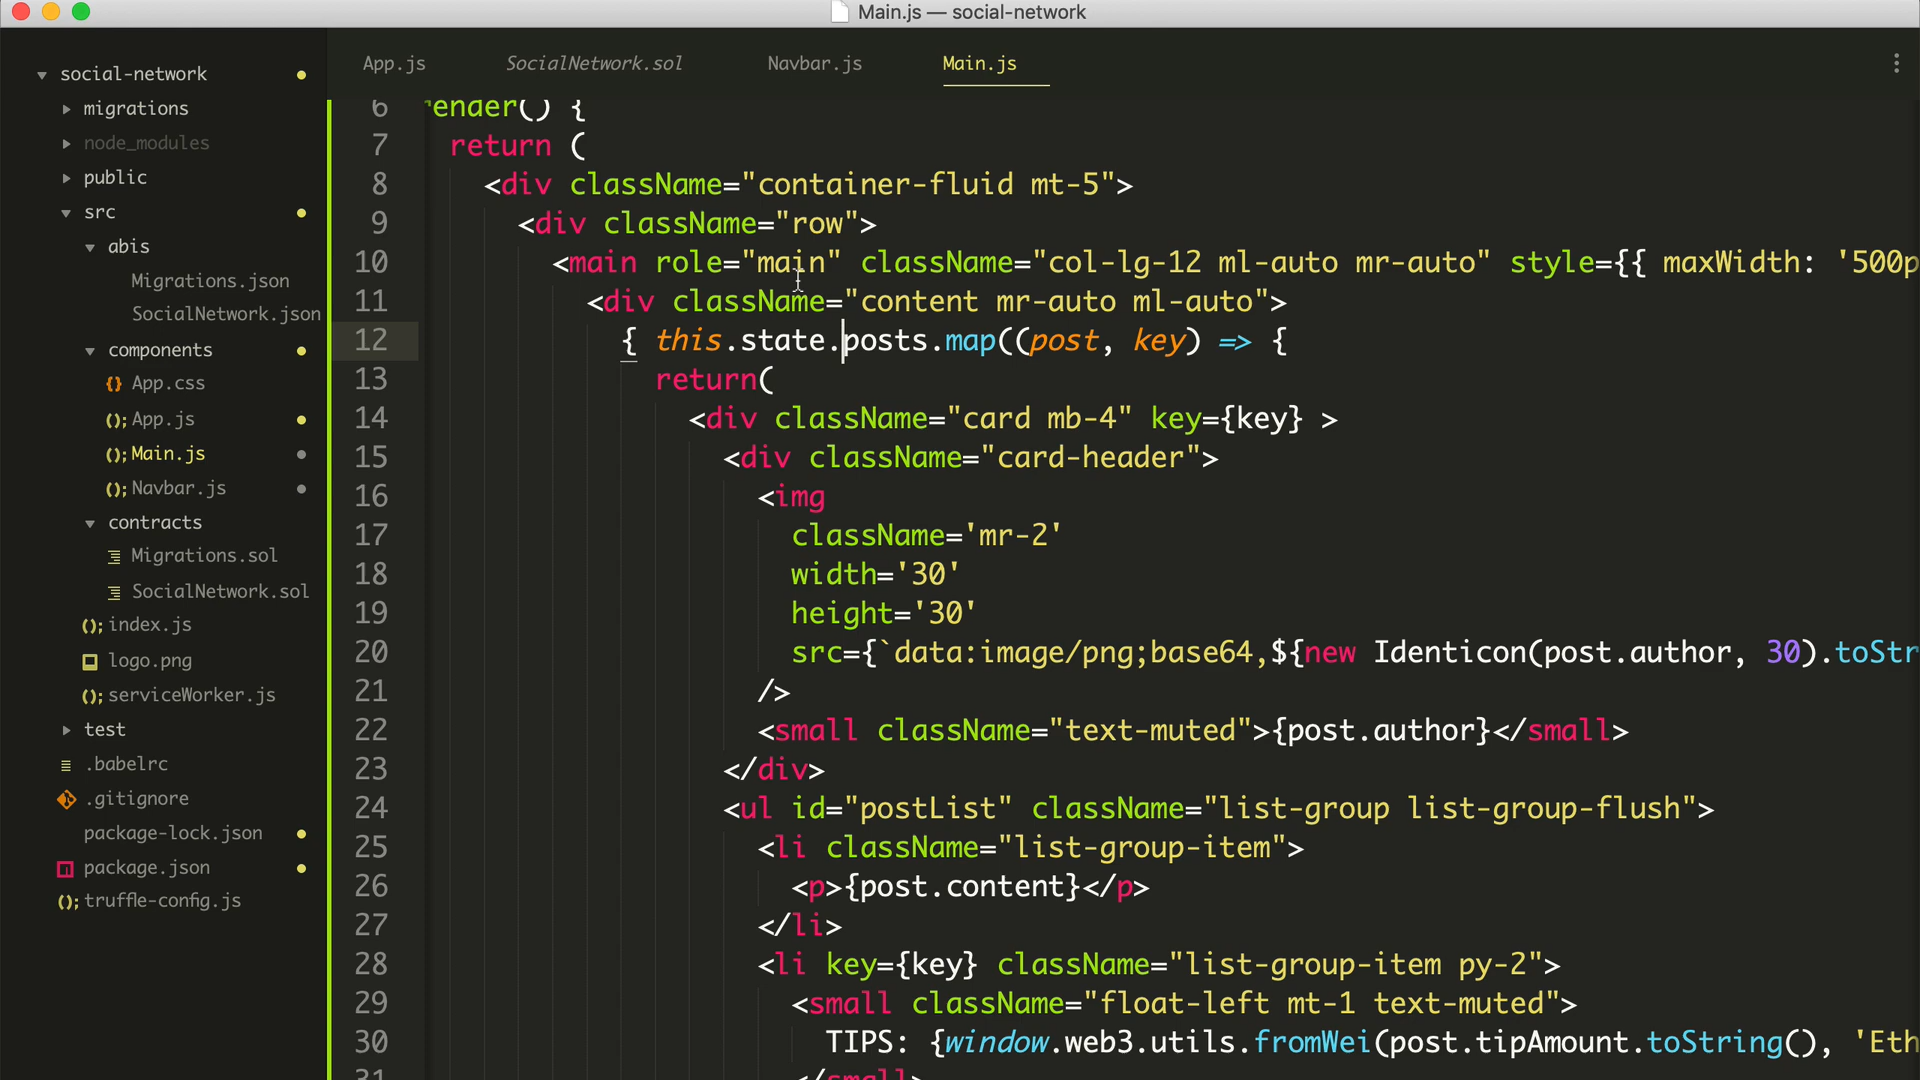 Main.js — social-network
social-network
migrations
node_modules
public
src
abis
Migrations.json
SocialNetwork.json
components
App.css
App.js
Main.js
Navbar.js
contracts
Migrations.sol
SocialNetwork.sol
index.js
logo.png
serviceWorker.js
test
.babelrc
.gitignore
package-lock.json
package.json
truffle-config.js
App.js SocialNetwork.sol Navbar.js Main.js
6 ender() {
7 return (
8 <div className="container-fluid mt-5">
9 <div className="row">
10 <main role="main" className="col-lg-12 ml-auto mr-auto" style={{ maxWidth: '500p
11 <div className="content mr-auto ml-auto">
12 { this.state.posts.map((post, key) => {
13 return(
14 <div className="card mb-4" key={key} >
15 <div className="card-header">
16 <img
17 className='mr-2'
18 width='30'
19 height='30'
20 src={`data:image/png;base64,${new Identicon(post.author, 30).toStr
21 />
22 <small className="text-muted">{post.author}</small>
23 </div>
24 <ul id="postList" className="list-group list-group-flush">
25 <li className="list-group-item">
26 <p>{post.content}</p>
27 </li>
28 <li key={key} className="list-group-item py-2">
29 <small className="float-left mt-1 text-muted">
30 TIPS: {window.web3.utils.fromWei(post.tipAmount.toString(), 'Eth
31 </small>